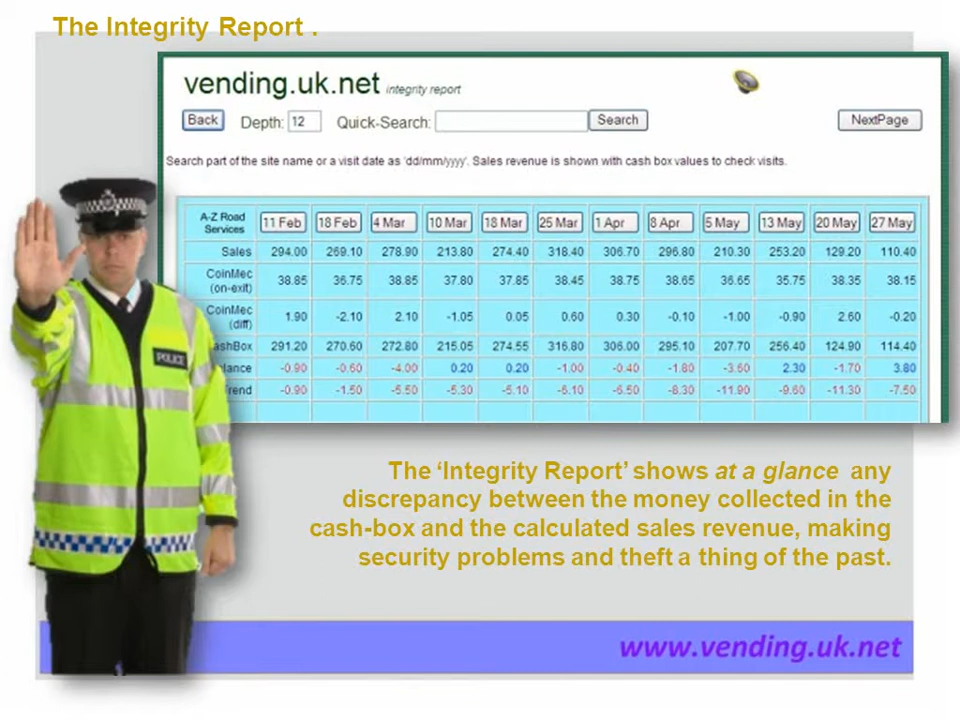 The Integrity Report .
vending.uk.net integrity report
Back Depth: 12 Quick-Search: Search NextPage
Search part of the site name or a visit date as 'dd/mm/yyyy'. Sales revenue is shown with cash box values to check visits.
A-Z Road
Services 11 Feb 18 Feb 4 Mar 10 Mar 18 Mar 25 Mar 1 Apr 8 Apr 5 May 13 May 20 May 27 May
Sales 294.00 269.10 278.90 213.80 274.40 318.40 306.70 296.80 210.30 253.20 129.20 110.40
CoinMec
(on-exit) 38.85 36.75 38.85 37.80 37.85 38.45 38.75 38.65 36.65 35.75 38.35 38.15
CoinMec
(diff) 1.90 -2.10 2.10 -1.05 0.05 0.60 0.30 -0.10 -1.00 -0.90 2.60 -0.20
ashBox 291.20 270.60 272.80 215.05 274.55 316.80 306.00 295.10 207.70 256.40 124.90 114.40
lance -0.90 -0.60 -4.00 0.20 0.20 -1.00 -0.40 -1.80 -3.60 2.30 -1.70 3.80
Trend -0.90 -1.50 -5.50 -5.30 -5.10 -6.10 -6.50 -8.30 -11.90 -9.60 -11.30 -7.50
POLICE
The ‘Integrity Report’ shows at a glance any
discrepancy between the money collected in the
cash-box and the calculated sales revenue, making
security problems and theft a thing of the past.
www.vending.uk.net